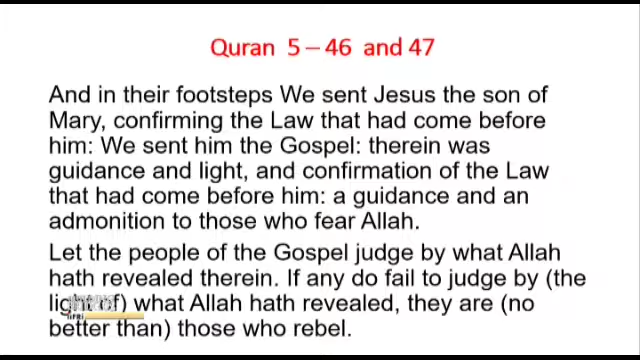 Quran 5 – 46 and 47
And in their footsteps We sent Jesus the son of
Mary, confirming the Law that had come before
him: We sent him the Gospel: therein was
guidance and light, and confirmation of the Law
that had come before him: a guidance and an
admonition to those who fear Allah.
Let the people of the Gospel judge by what Allah
hath revealed therein. If any do fail to judge by (the
light of) what Allah hath revealed, they are (no
better than) those who rebel.